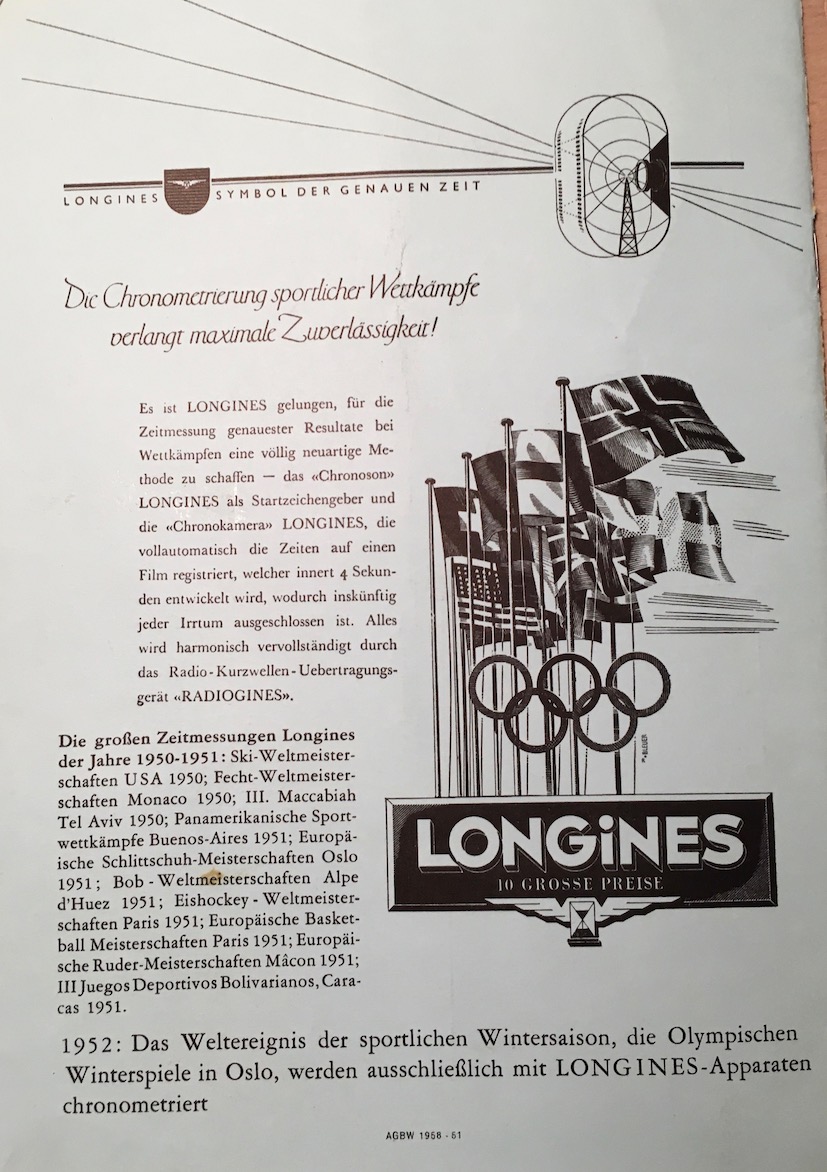 LONGINES SYMBOL DER GENAUEN ZEIT
Die Chronometrierung sportlicher Wettkämpfe
verlangt maximale Zuverlässigkeit!
Es ist LONGINES gelungen, für die
Zeitmessung genauester Resultate bei
Wettkämpfen eine völlig neuartige Me-
thode zu schaffen — das «Chronoson»
LONGINES als Startzeichengeber und
die «Chronokamera» LONGINES, die
vollautomatisch die Zeiten auf einen
Film registriert, welcher innert 4 Sekun-
den entwickelt wird, wodurch inskünftig
jeder Irrtum ausgeschlossen ist. Alles
wird harmonisch vervollständigt durch
das Radio-Kurzwellen-Uebertragungs-
gerät «RADIOGINES».
Die großen Zeitmessungen Longines
der Jahre 1950-1951: Ski-Weltmeister-
schaften USA 1950; Fecht-Weltmeister-
schaften Monaco 1950; III. Maccabiah
Tel Aviv 1950; Panamerikanische Sport-
wettkämpfe Buenos-Aires 1951; Europä-
ische Schlittschuh-Meisterschaften Oslo
1951; Bob-Weltmeisterschaften Alpe
d'Huez 1951; Eishockey-Weltmeister-
schaften Paris 1951; Europäische Basket-
ball Meisterschaften Paris 1951; Europäi-
sche Ruder-Meisterschaften Mâcon 1951;
III Juegos Deportivos Bolivarianos, Cara-
cas 1951.
LONGiNES
10 GROSSE PREISE
1952: Das Weltereignis der sportlichen Wintersaison, die Olympischen
Winterspiele in Oslo, werden ausschließlich mit LONGINES-Apparaten
chronometriert
AGBW 1958 - 51